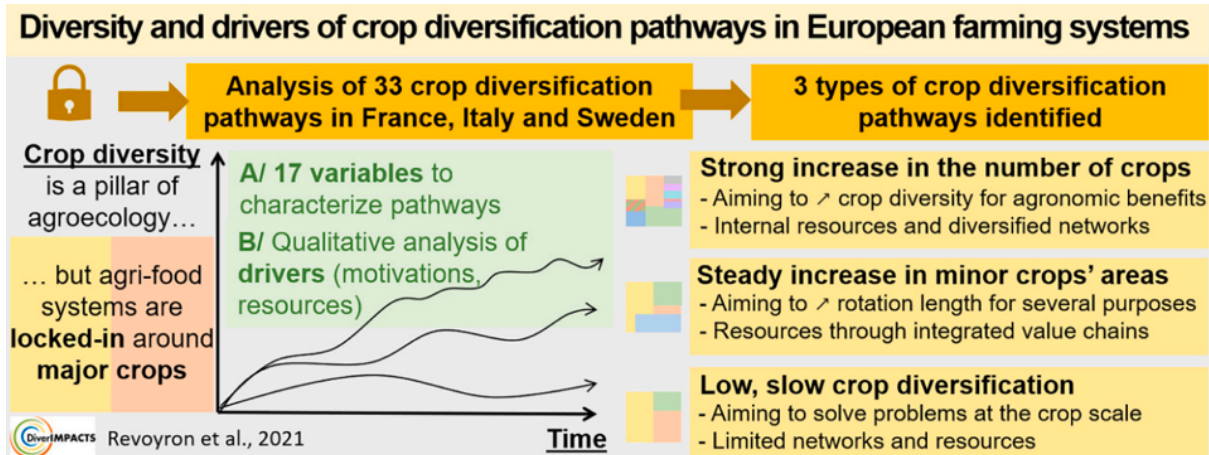 Diversity and drivers of crop diversification pathways in European farming systems
Analysis of 33 crop diversification
pathways in France, Italy and Sweden
3 types of crop diversification
pathways identified
Crop diversity
is a pillar of
agroecology…
… but agri-food
systems are
locked-in around
major crops
A/ 17 variables to
characterize pathways
B/ Qualitative analysis of
drivers (motivations,
resources)
Time
Strong increase in the number of crops
- Aiming to ↗ crop diversity for agronomic benefits
- Internal resources and diversified networks
Steady increase in minor crops’ areas
- Aiming to ↗ rotation length for several purposes
- Resources through integrated value chains
Low, slow crop diversification
- Aiming to solve problems at the crop scale
- Limited networks and resources
DiverIMPACTS
Revoyron et al., 2021